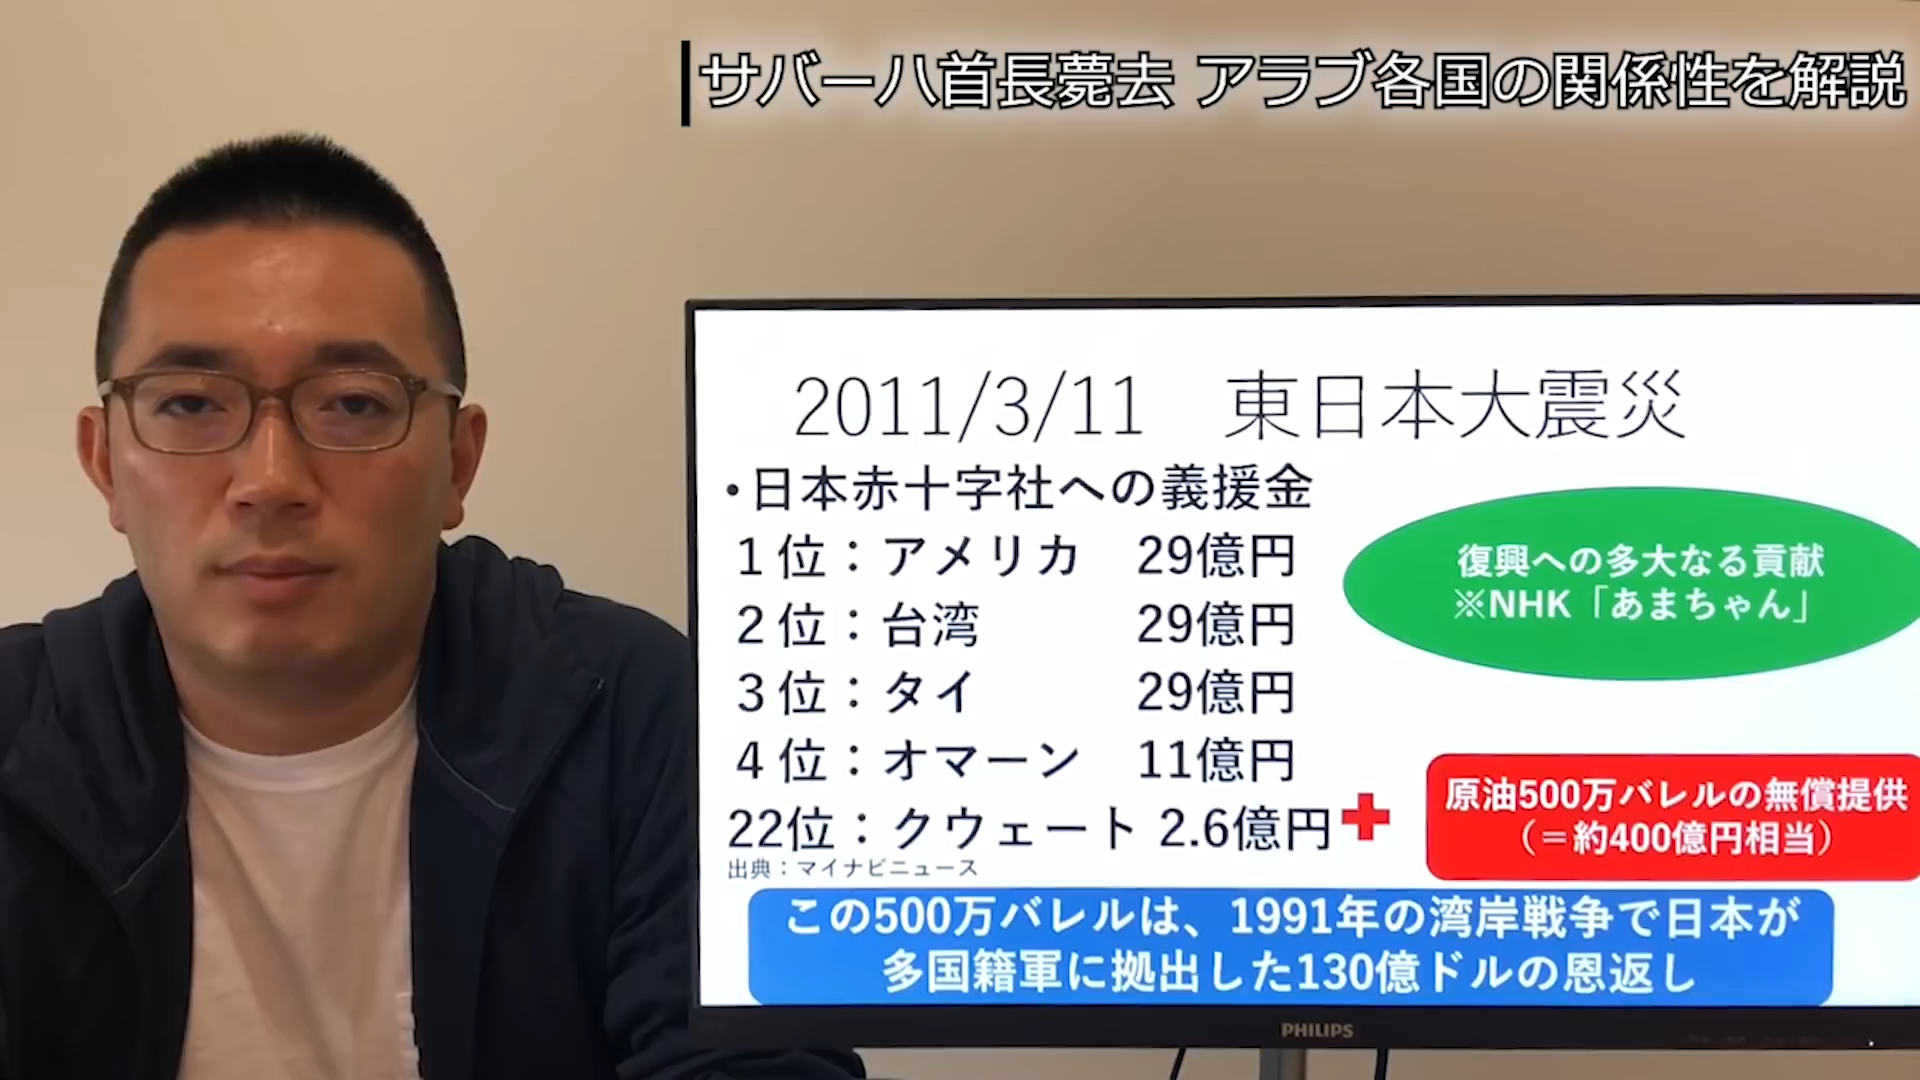 サバーハ首長薨去 アラブ各国の関係性を解説
2011/3/11 東日本大震災
・日本赤十字社への義援金
1位：アメリカ 29億円
2位：台湾 29億円
3位：タイ 29億円
4位：オマーン 11億円
22位：クウェート 2.6億円
出典：マイナビニュース
復興への多大なる貢献
※NHK「あまちゃん」
原油500万バレルの無償提供
（＝約400億円相当）
この500万バレルは、1991年の湾岸戦争で日本が
多国籍軍に拠出した130億ドルの恩返し
PHILIPS